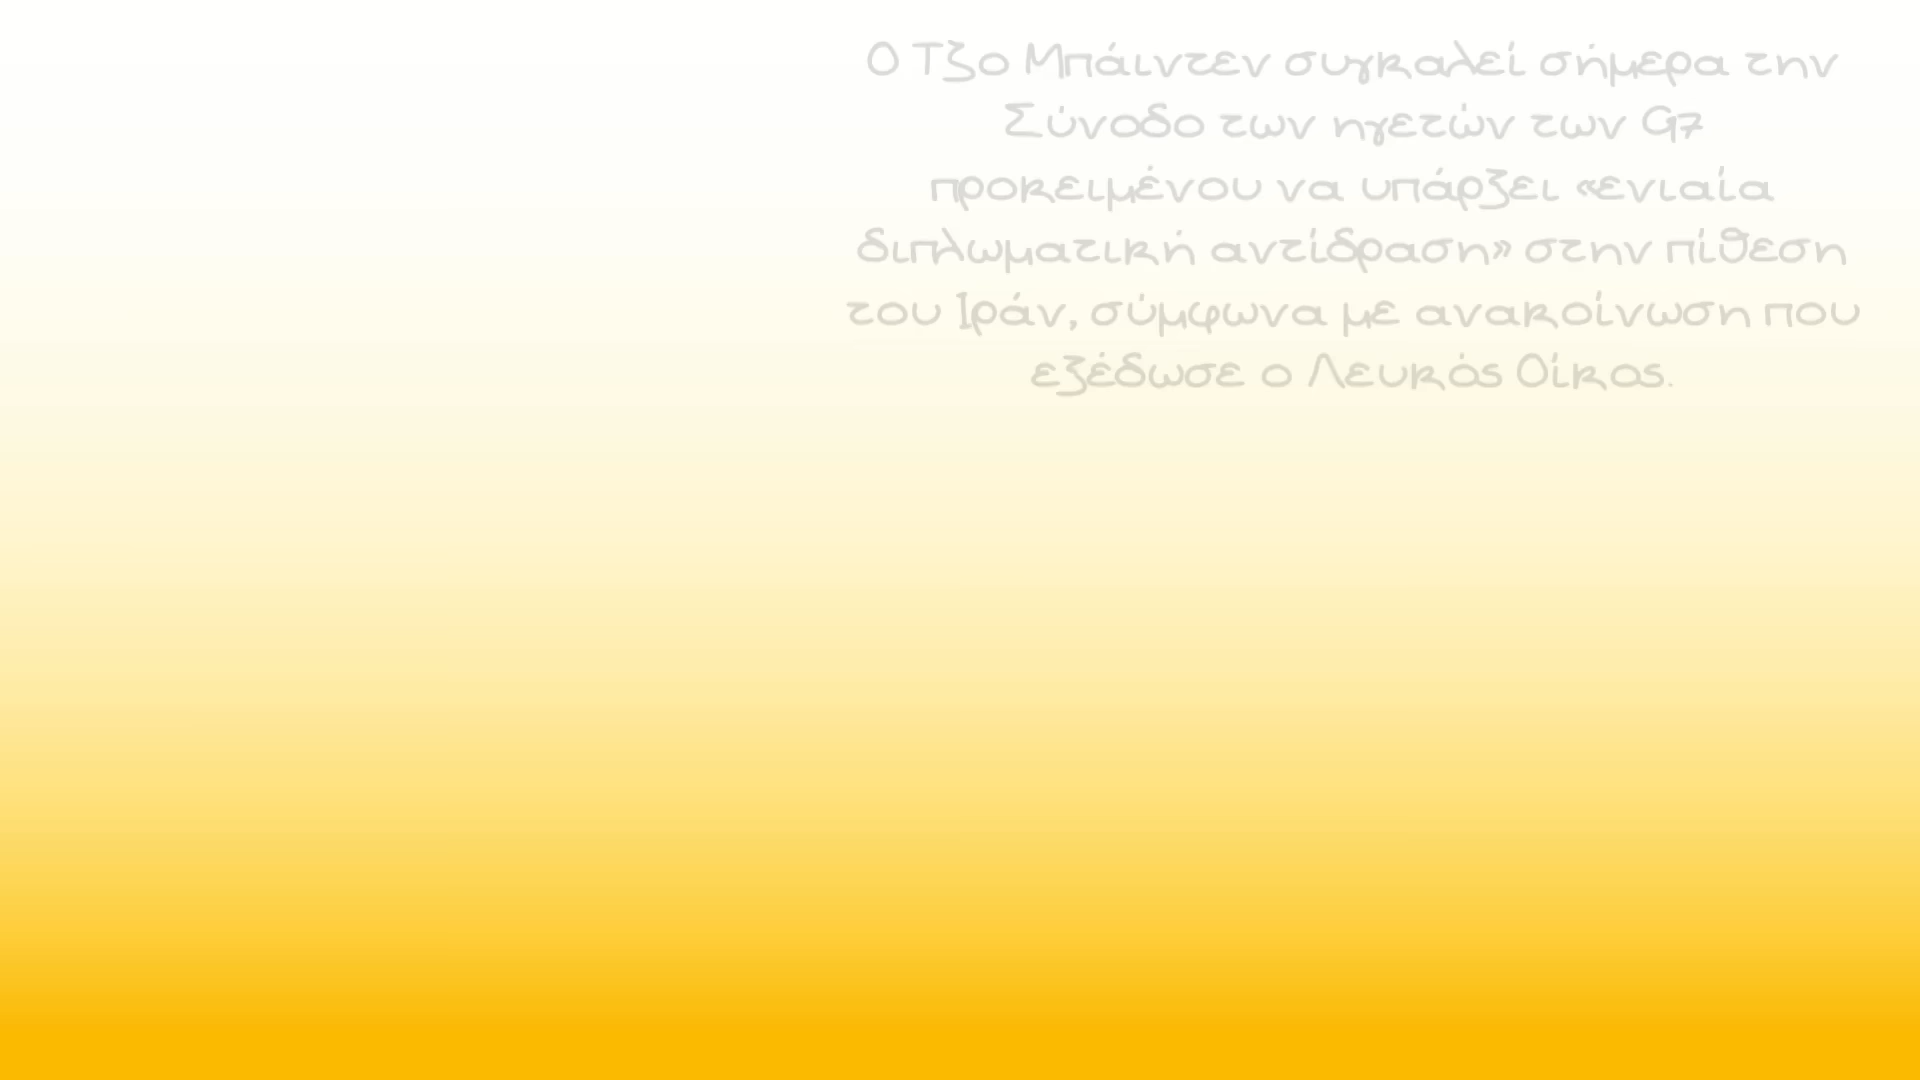 Ο Τζο Μπάιντεν συγκαλεί σήμερα την
Σύνοδο των ηγετών των G7
προκειμένου να υπάρξει «ενιαία
διπλωματική αντίδραση» στην πίθεση
του Ιράν, σύμφωνα με ανακοίνωση που
εξέδωσε ο Λευκός Οίκος.